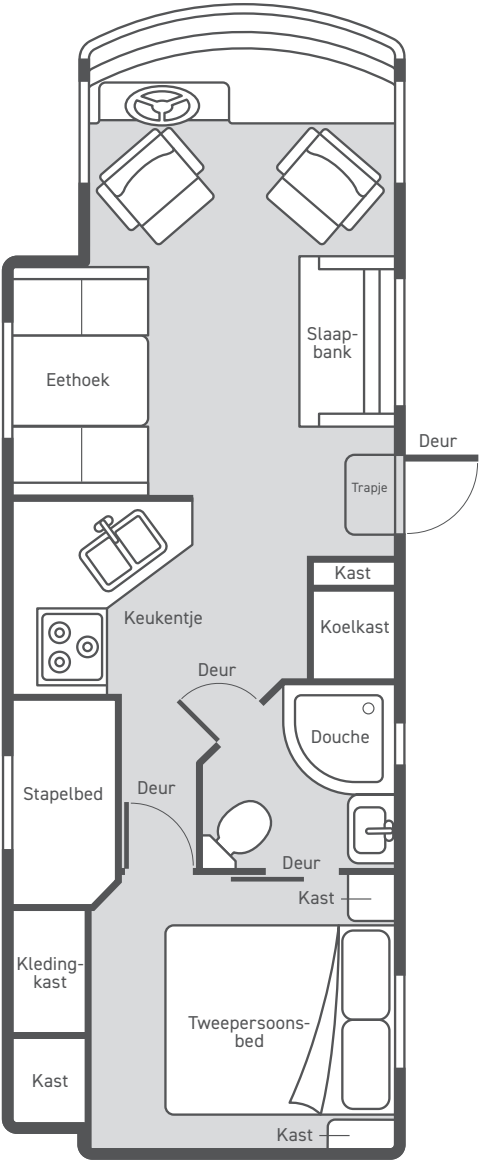 Slaap-
bank
Eethoek
Deur
Trapje
Kast
Keukentje
Koelkast
Deur
Douche
Deur
Stapelbed
Deur
Kast
Kleding-
kast
Tweepersoons-
bed
Kast
Kast